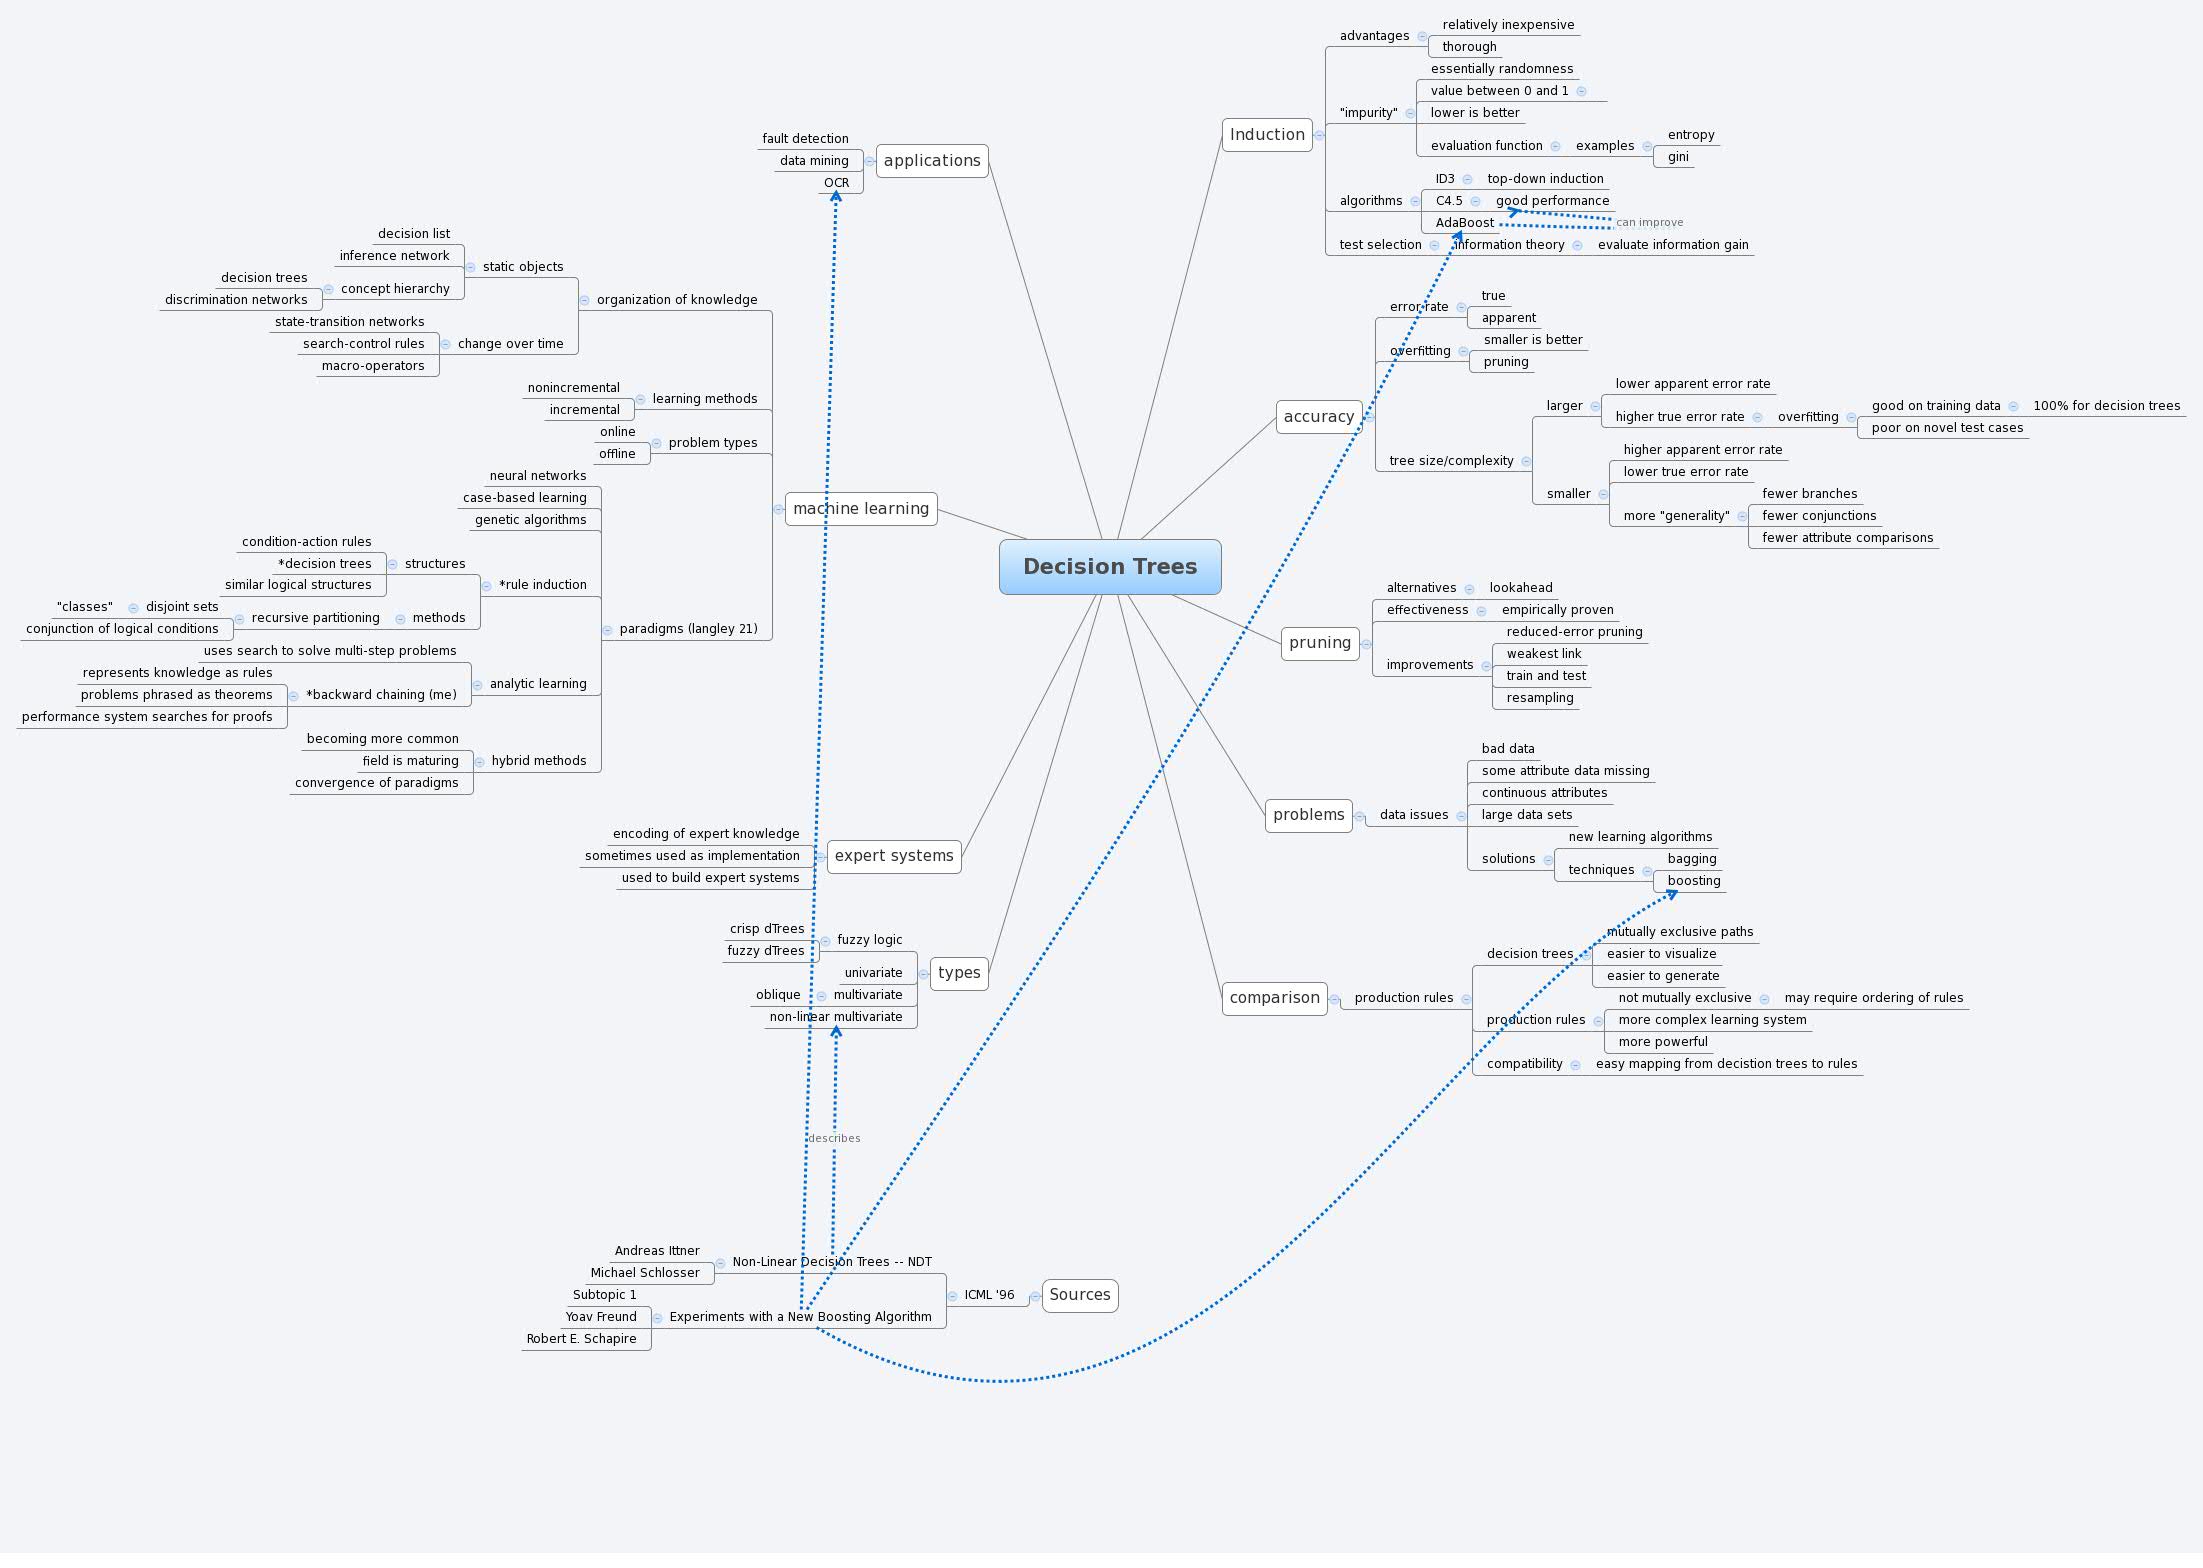 Decision Trees
Induction
advantages
relatively inexpensive
thorough
"impurity"
essentially randomness
value between 0 and 1
lower is better
evaluation function
examples
entropy
gini
algorithms
ID3
top-down induction
C4.5
good performance
AdaBoost
can improve
test selection
information theory
evaluate information gain
accuracy
error rate
true
apparent
overfitting
smaller is better
pruning
tree size/complexity
larger
lower apparent error rate
higher true error rate
overfitting
good on training data
100% for decision trees
poor on novel test cases
smaller
higher apparent error rate
lower true error rate
more "generality"
fewer branches
fewer conjunctions
fewer attribute comparisons
pruning
alternatives
lookahead
effectiveness
empirically proven
improvements
reduced-error pruning
weakest link
train and test
resampling
problems
data issues
bad data
some attribute data missing
continuous attributes
large data sets
solutions
new learning algorithms
techniques
bagging
boosting
comparison
production rules
decision trees
mutually exclusive paths
easier to visualize
easier to generate
production rules
not mutually exclusive
may require ordering of rules
more complex learning system
more powerful
compatibility
easy mapping from decistion trees to rules
applications
fault detection
data mining
OCR
machine learning
organization of knowledge
static objects
decision list
inference network
concept hierarchy
decision trees
discrimination networks
change over time
state-transition networks
search-control rules
macro-operators
learning methods
nonincremental
incremental
problem types
online
offline
paradigms (langley 21)
neural networks
case-based learning
genetic algorithms
*rule induction
structures
condition-action rules
*decision trees
similar logical structures
methods
recursive partitioning
disjoint sets
"classes"
conjunction of logical conditions
analytic learning
uses search to solve multi-step problems
*backward chaining (me)
represents knowledge as rules
problems phrased as theorems
performance system searches for proofs
hybrid methods
becoming more common
field is maturing
convergence of paradigms
expert systems
encoding of expert knowledge
sometimes used as implementation
used to build expert systems
types
fuzzy logic
crisp dTrees
fuzzy dTrees
univariate
multivariate
oblique
non-linear multivariate
describes
Sources
ICML '96
Non-Linear Decision Trees -- NDT
Andreas Ittner
Michael Schlosser
Experiments with a New Boosting Algorithm
Subtopic 1
Yoav Freund
Robert E. Schapire